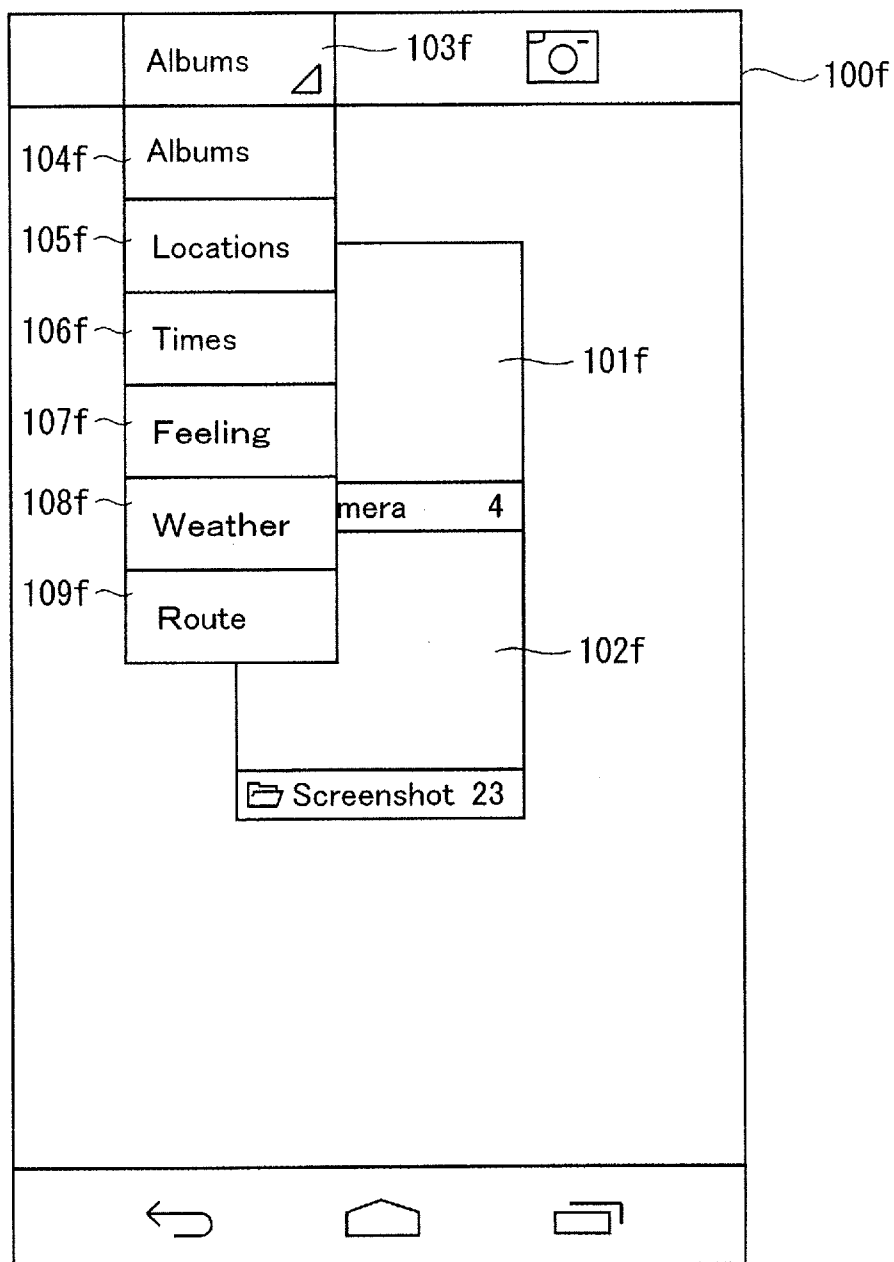 Albums
103f
100f
104f
Albums
105f
Locations
106f
Times
101f
107f
Feeling
108f
Weather
mera 4
109f
Route
102f
Screenshot 23